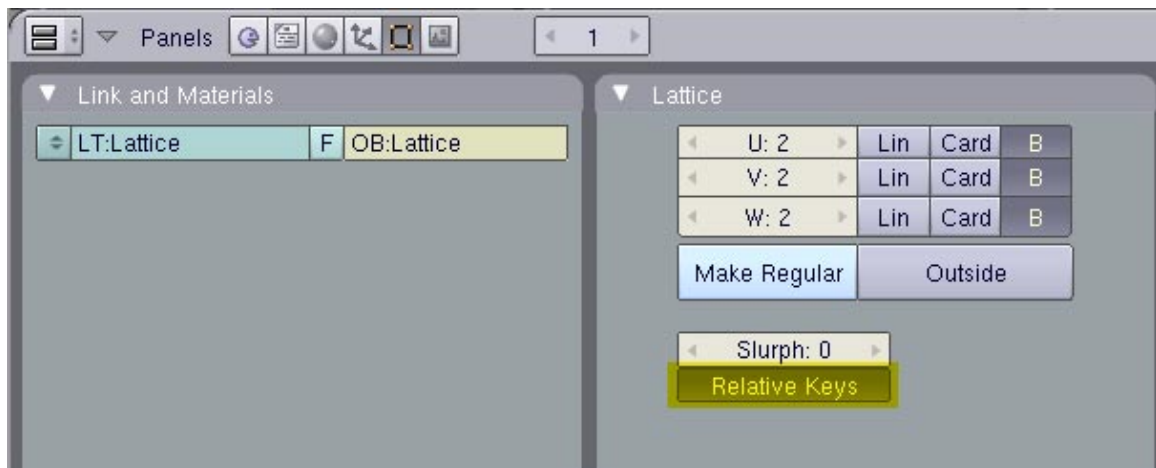 Panels 1
Link and Materials
LT:Lattice F OB:Lattice
Lattice
U: 2 Lin Card B
V: 2 Lin Card B
W: 2 Lin Card B
Make Regular Outside
Slurph: 0
Relative Keys